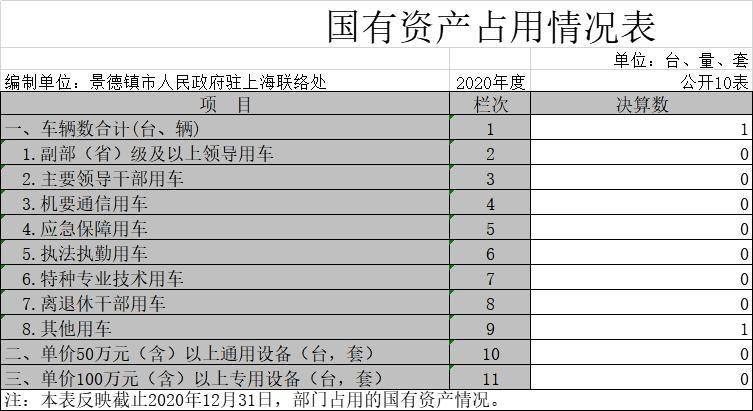 国有资产占用情况表
单位：台、量、套
编制单位：景德镇市人民政府驻上海联络处 2020年度 公开10表
项 目 栏次 决算数
一、车辆数合计(台、辆) 1 1
1.副部（省）级及以上领导用车 2 0
2.主要领导干部用车 3 0
3.机要通信用车 4 0
4.应急保障用车 5 0
5.执法执勤用车 6 0
6.特种专业技术用车 7 0
7.离退休干部用车 8 0
8.其他用车 9 1
二、单价50万元（含）以上通用设备（台，套） 10 0
三、单价100万元（含）以上专用设备（台，套） 11 0
注：本表反映截止2020年12月31日，部门占用的国有资产情况。